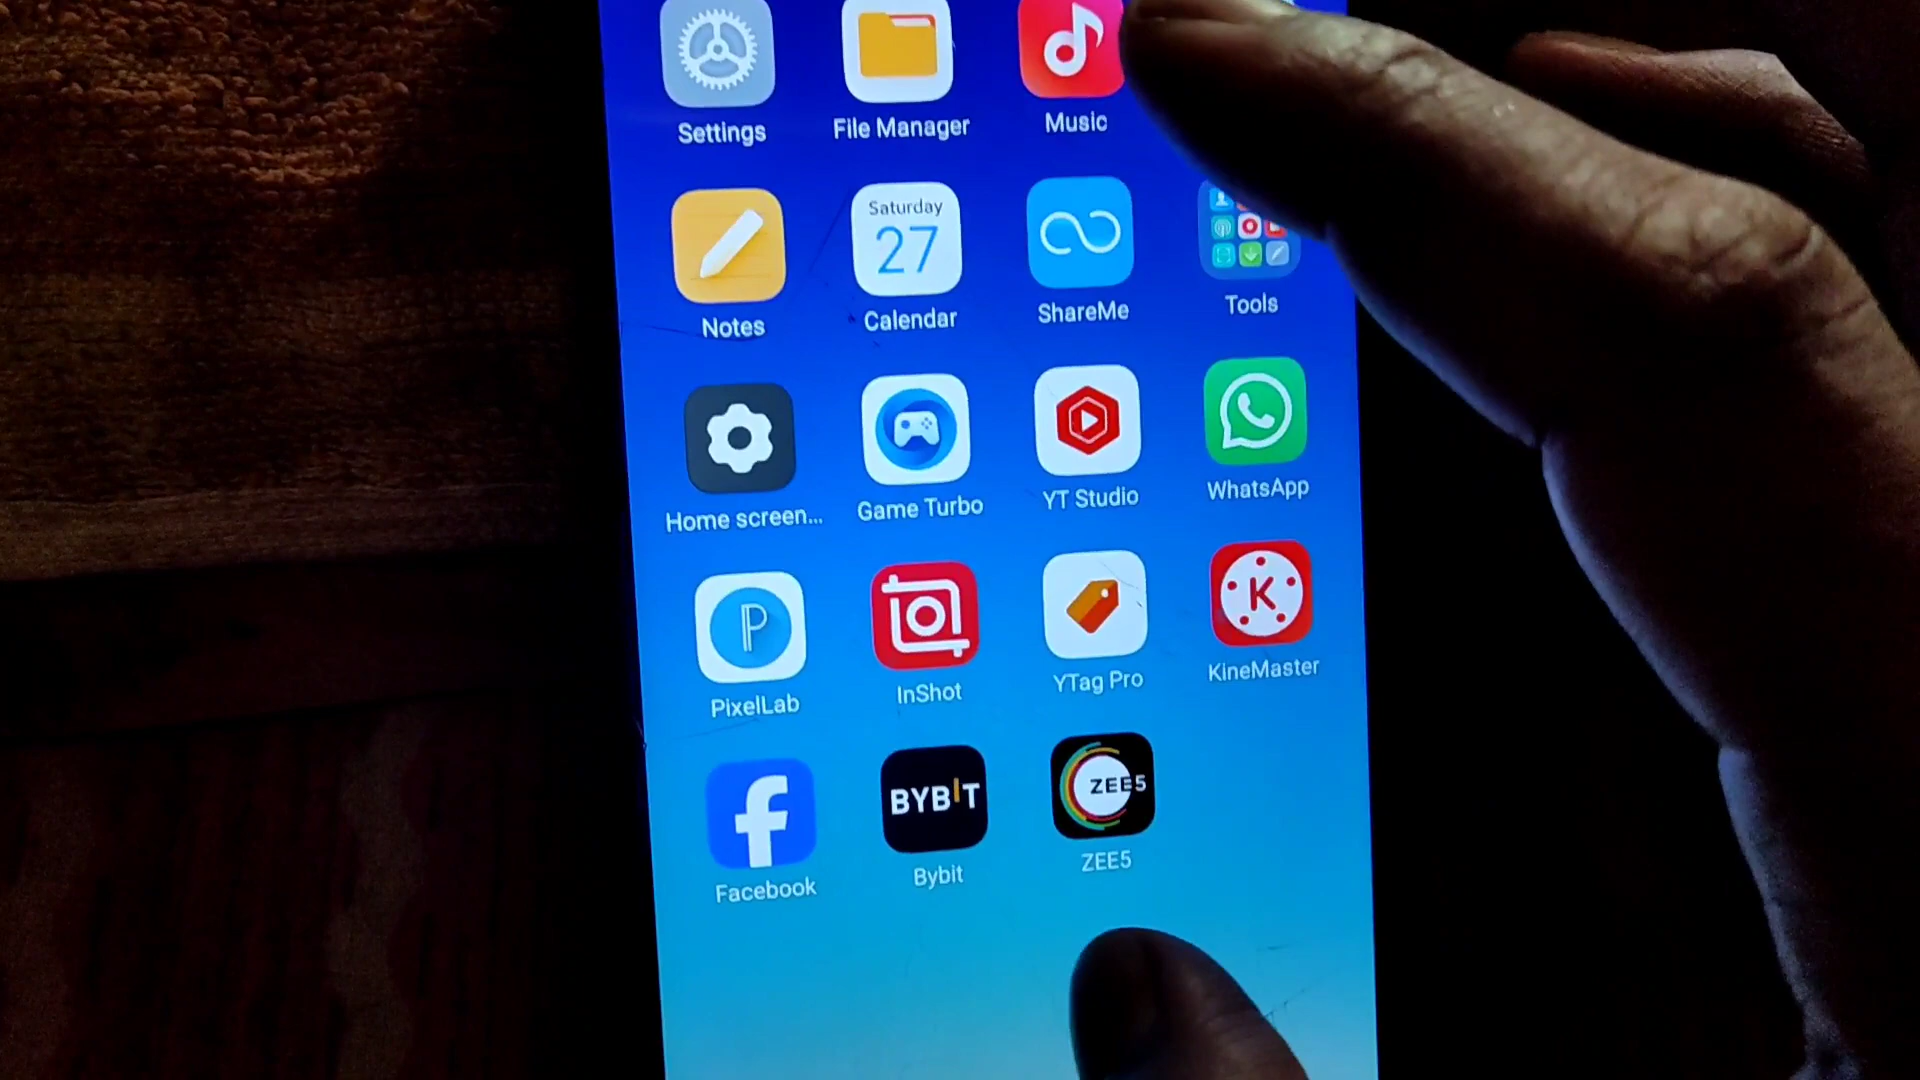 Settings
File Manager
Music
Saturday
27
Notes
Calendar
ShareMe
Tools
Home screen...
Game Turbo
YT Studio
WhatsApp
P
K
PixelLab
InShot
YTag Pro
KineMaster
f
BYBIT
ZEE5
Facebook
Bybit
ZEE5